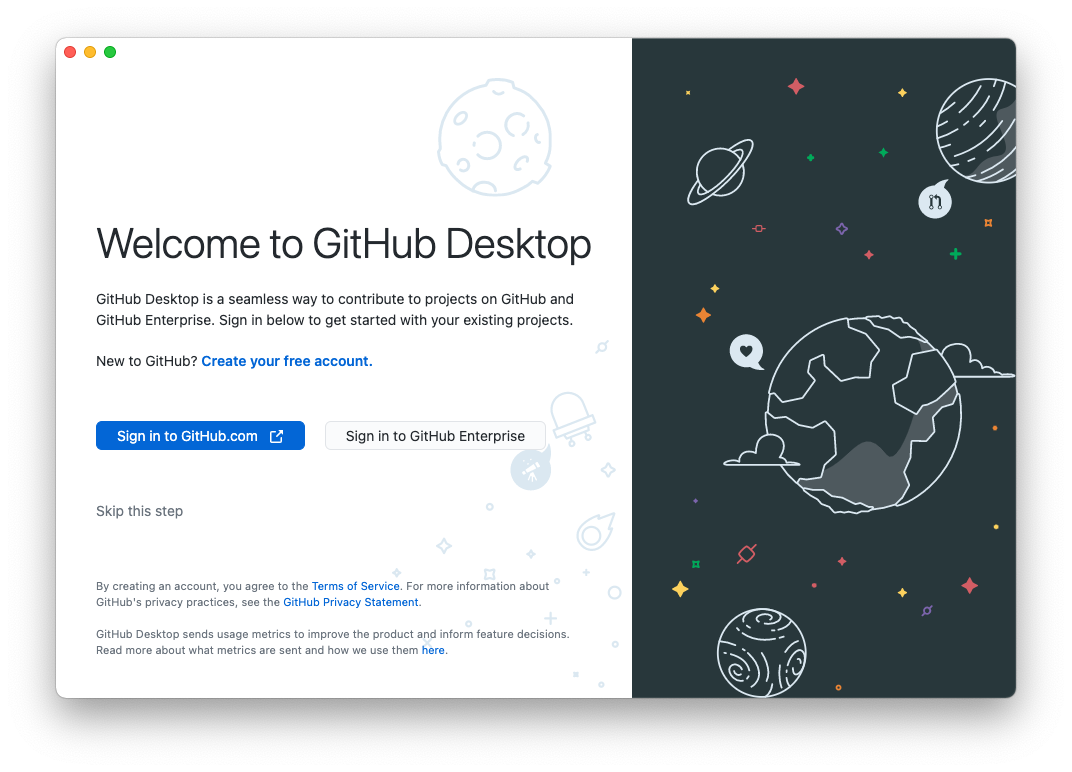 Welcome to GitHub Desktop
GitHub Desktop is a seamless way to contribute to projects on GitHub and
GitHub Enterprise. Sign in below to get started with your existing projects.
New to GitHub? Create your free account.
Sign in to GitHub.com
Sign in to GitHub Enterprise
Skip this step
By creating an account, you agree to the Terms of Service. For more information about
GitHub's privacy practices, see the GitHub Privacy Statement.
GitHub Desktop sends usage metrics to improve the product and inform feature decisions.
Read more about what metrics are sent and how we use them here.